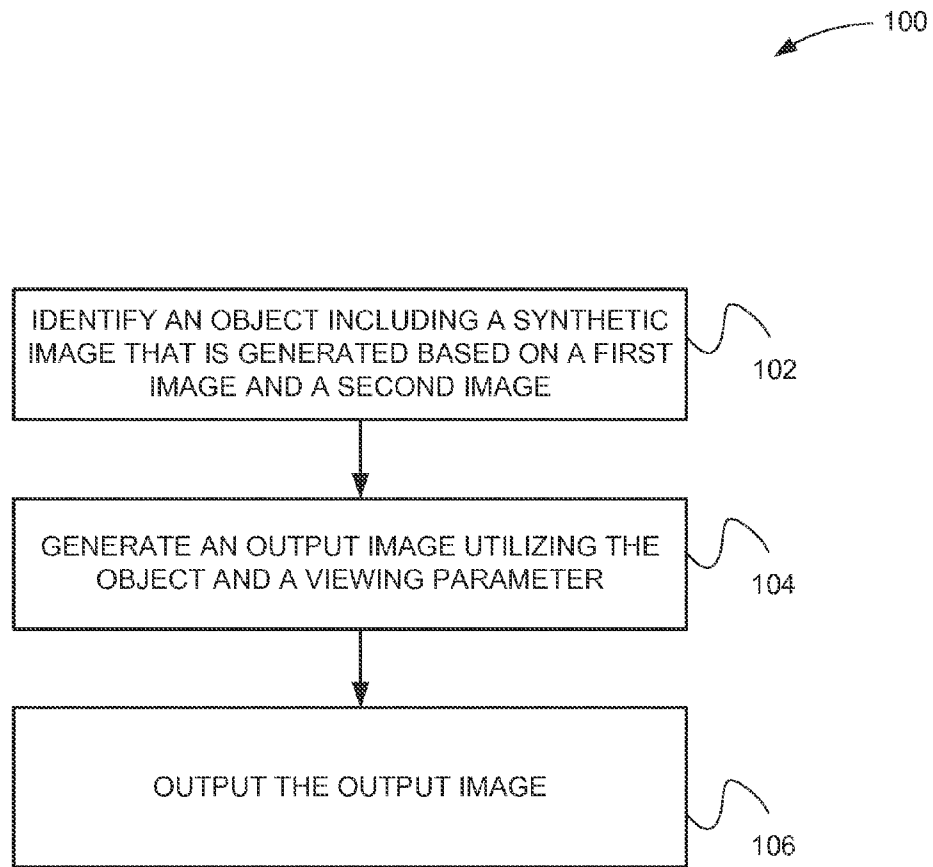 100
IDENTIFY AN OBJECT INCLUDING A SYNTHETIC
IMAGE THAT IS GENERATED BASED ON A FIRST
IMAGE AND A SECOND IMAGE
102
GENERATE AN OUTPUT IMAGE UTILIZING THE
OBJECT AND A VIEWING PARAMETER
104
OUTPUT THE OUTPUT IMAGE
106